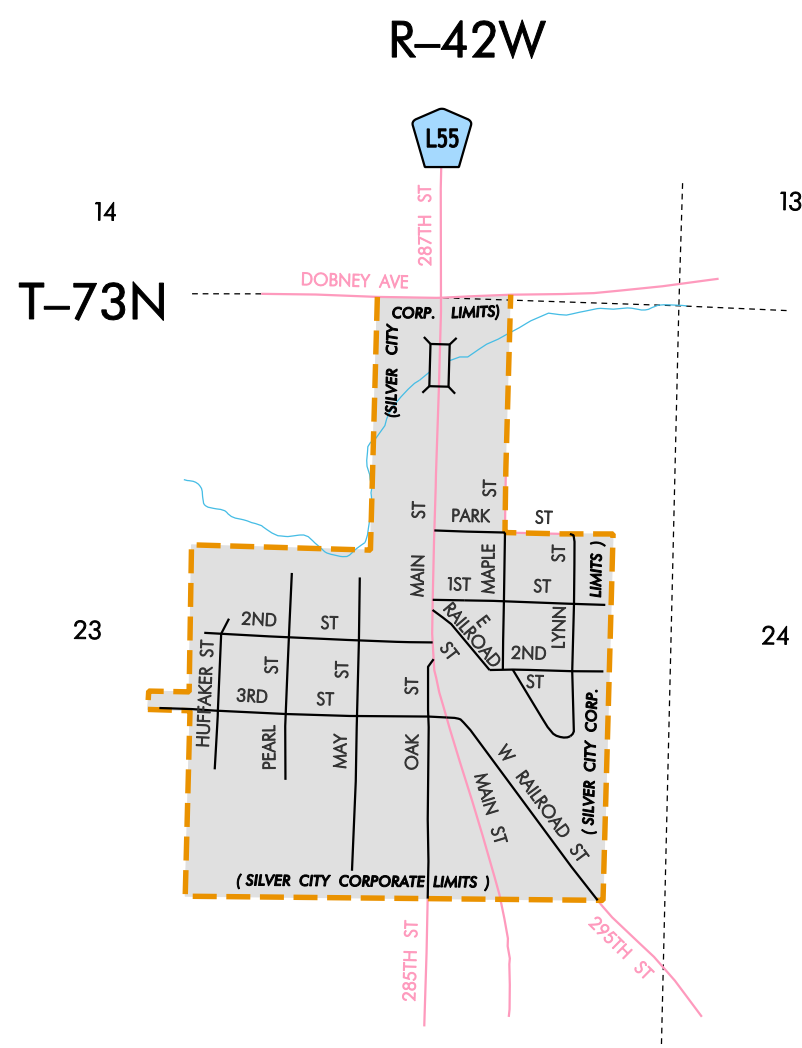 R–42W
L55
287TH ST
14
13
DOBNEY AVE
T–73N
CORP. LIMITS)
(SILVER CITY
MAIN ST
PARK ST
MAPLE ST
1ST ST
LYNN ST
LIMITS )
E RAILROAD ST
2ND ST
2ND ST
23
24
HUFFAKER ST
3RD ST
PEARL ST
MAY ST
OAK ST
W RAILROAD ST
MAIN ST
( SILVER CITY CORP.
( SILVER CITY CORPORATE LIMITS )
285TH ST
295TH ST